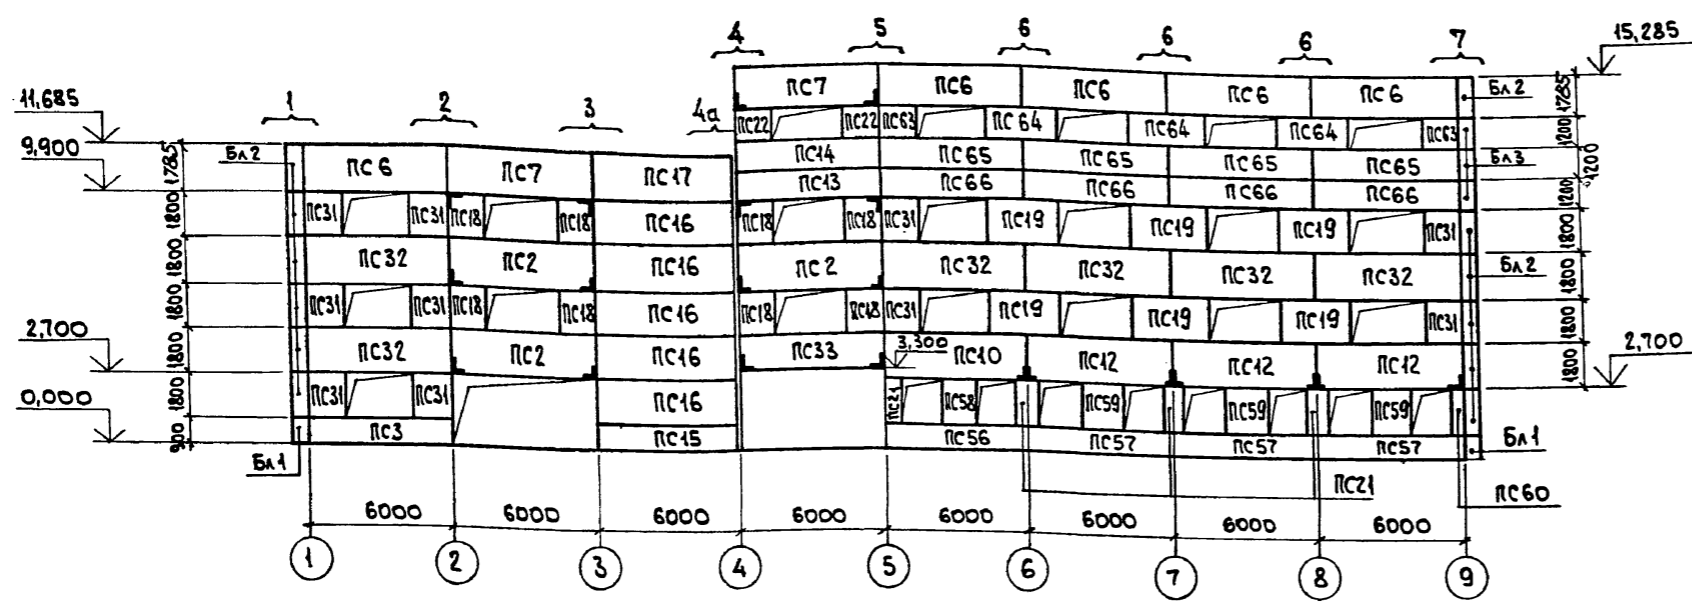 4 5 6 6 6 7
15,285
ПС7 ПС6 ПС6 ПС6 ПС6 Бл2 1785
11,685 1 2 3 4а
ПС22 ПС22 ПС63 ПС64 ПС64 ПС64 ПС63 1200
9,900 Бл2 1785 ПС6 ПС7 ПС17 ПС14 ПС65 ПС65 ПС65 ПС65 Бл3 1200
ПС13 ПС66 ПС66 ПС66 ПС66 1200
1800 ПС31 ПС31 ПС18 ПС18 ПС16 ПС18 ПС18 ПС31 ПС19 ПС19 ПС19 ПС31 1800
1800 ПС32 ПС2 ПС16 ПС2 ПС32 ПС32 ПС32 ПС32 Бл2 1800
1800 ПС31 ПС31 ПС18 ПС18 ПС16 ПС18 ПС18 ПС31 ПС19 ПС19 ПС19 ПС31 1800
2,700 1800 ПС32 ПС2 ПС16 ПС33 3,300 ПС10 ПС12 ПС12 ПС12 1800 2,700
0,000 1800 ПС31 ПС31 ПС16 ПС21 ПС58 ПС59 ПС59 ПС59
900 ПС3 ПС15 ПС56 ПС57 ПС57 ПС57 Бл1
Бл1 ПС21 ПС60
6000 6000 6000 6000 6000 6000 6000 6000
1 2 3 4 5 6 7 8 9